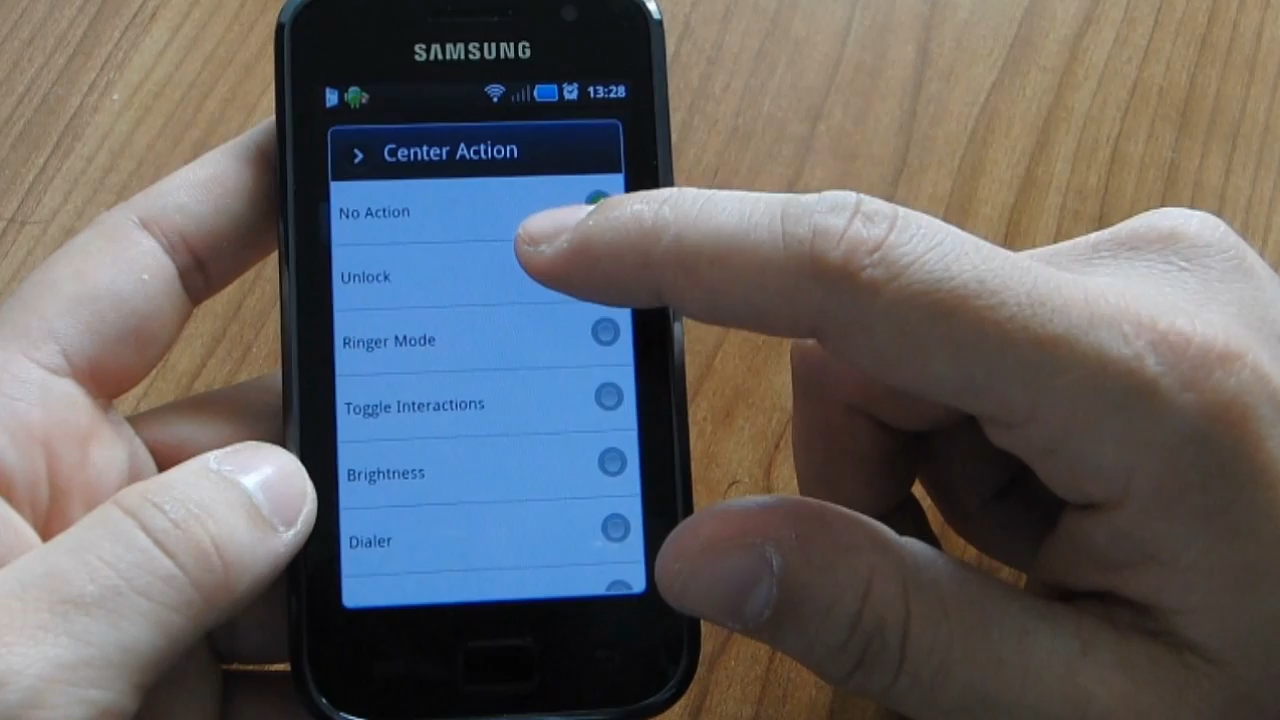 SAMSUNG
13:28
Center Action
No Action
Unlock
Ringer Mode
Toggle Interactions
Brightness
Dialer